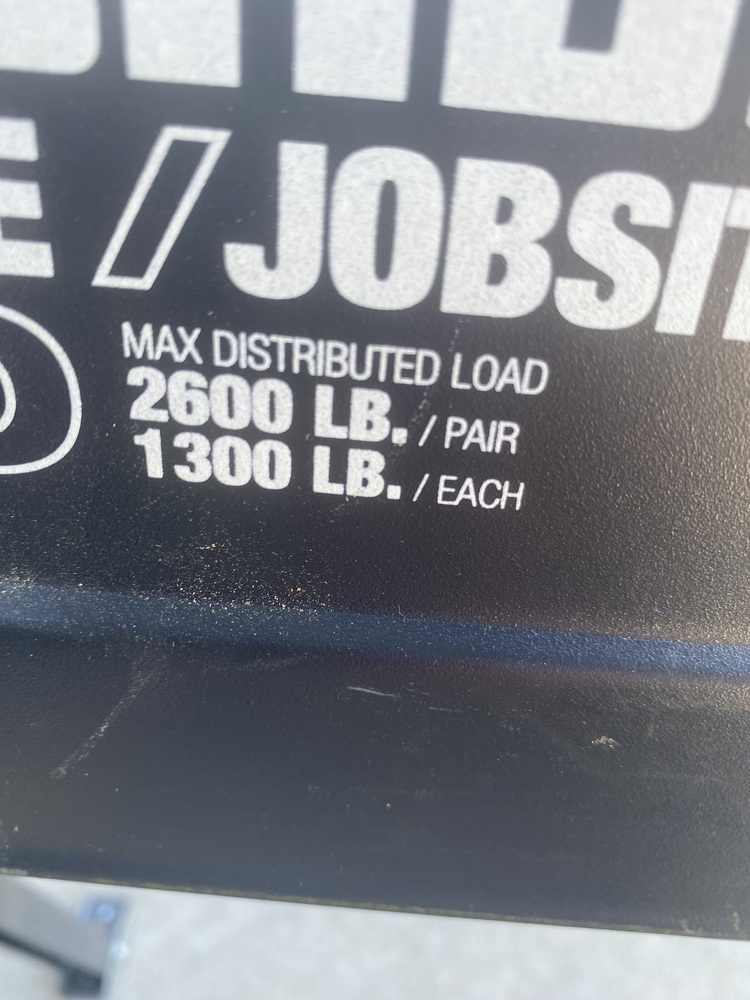 E / JOBSIT
MAX DISTRIBUTED LOAD
2600 LB. / PAIR
1300 LB. / EACH